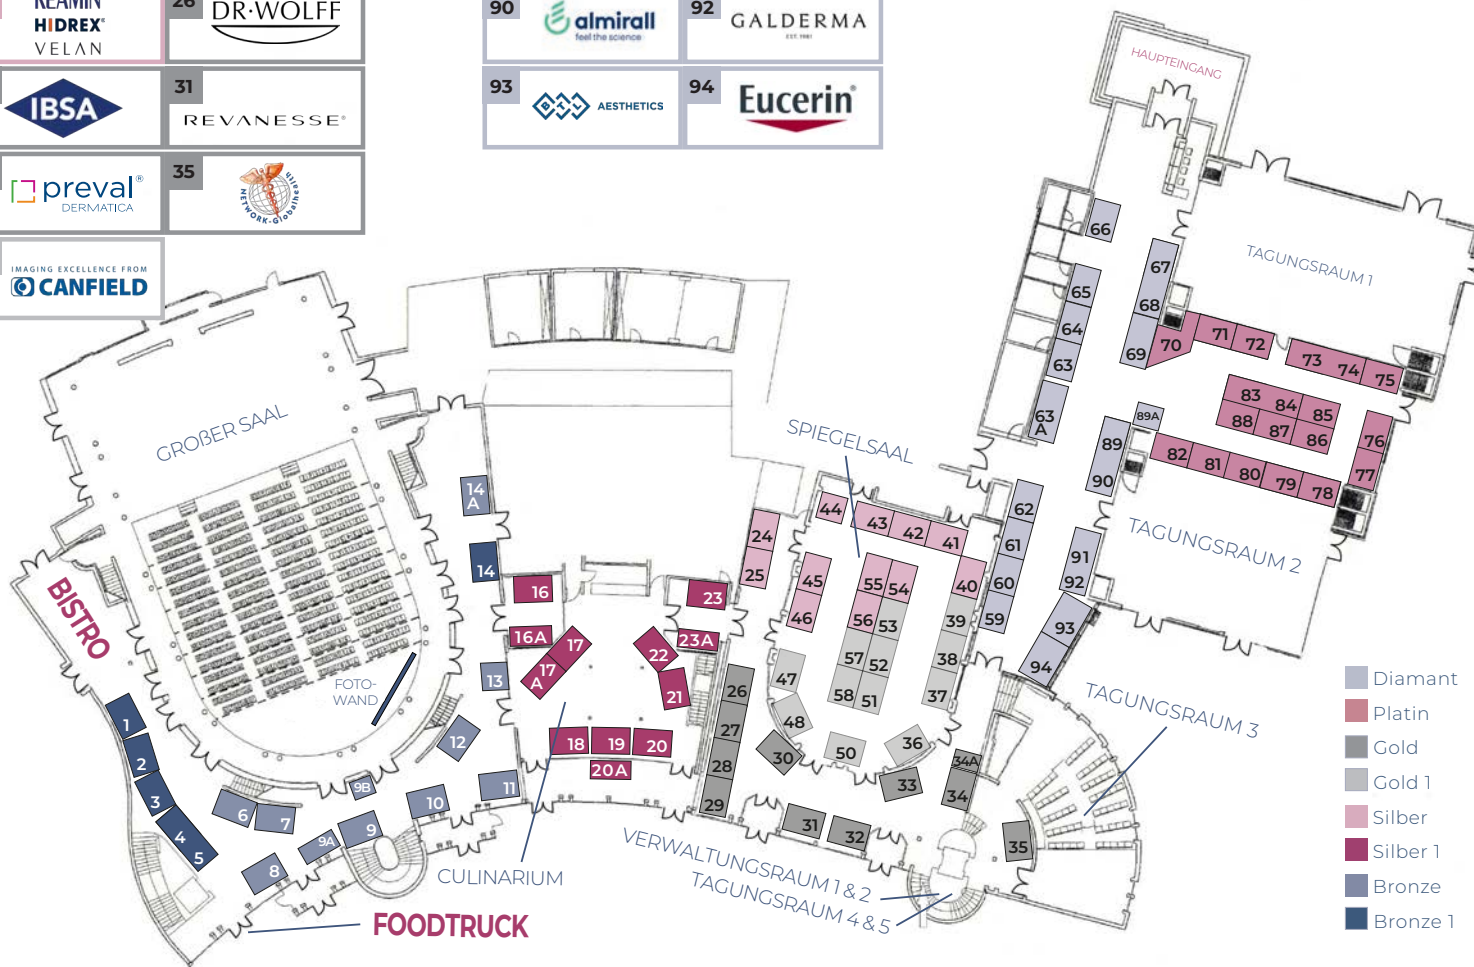 REAMIN
HIDREX®
VELAN
26
DR·WOLFF
90
almirall
feel the science
92
GALDERMA
EST. 1981
IBSA
31
REVANESSE®
93
BTL AESTHETICS
94
Eucerin®
preval®
DERMATICA
35
NETWORK-Globalhealth
IMAGING EXCELLENCE FROM
CANFIELD
HAUPTEINGANG
TAGUNGSRAUM 1
66
67
68
69
65
64
63
63
A
70
71
72
73
74
75
83
84
85
88
87
86
76
77
89A
89
90
82
81
80
79
78
TAGUNGSRAUM 2
91
92
93
94
62
61
60
59
GROßER SAAL
SPIEGELSAAL
14
A
14
44
43
42
41
24
25
45
46
55
54
56
53
57
52
58
51
40
39
38
37
47
48
50
36
BISTRO
FOTO-
WAND
16
16A
17
17
A
23
23A
22
21
13
12
18
19
20
20A
26
27
28
29
30
33
34A
34
31
32
35
1
2
3
4
5
6
7
8
9B
9A
9
10
11
CULINARIUM
FOODTRUCK
VERWALTUNGSRAUM 1 & 2
TAGUNGSRAUM 4 & 5
TAGUNGSRAUM 3
Diamant
Platin
Gold
Gold 1
Silber
Silber 1
Bronze
Bronze 1